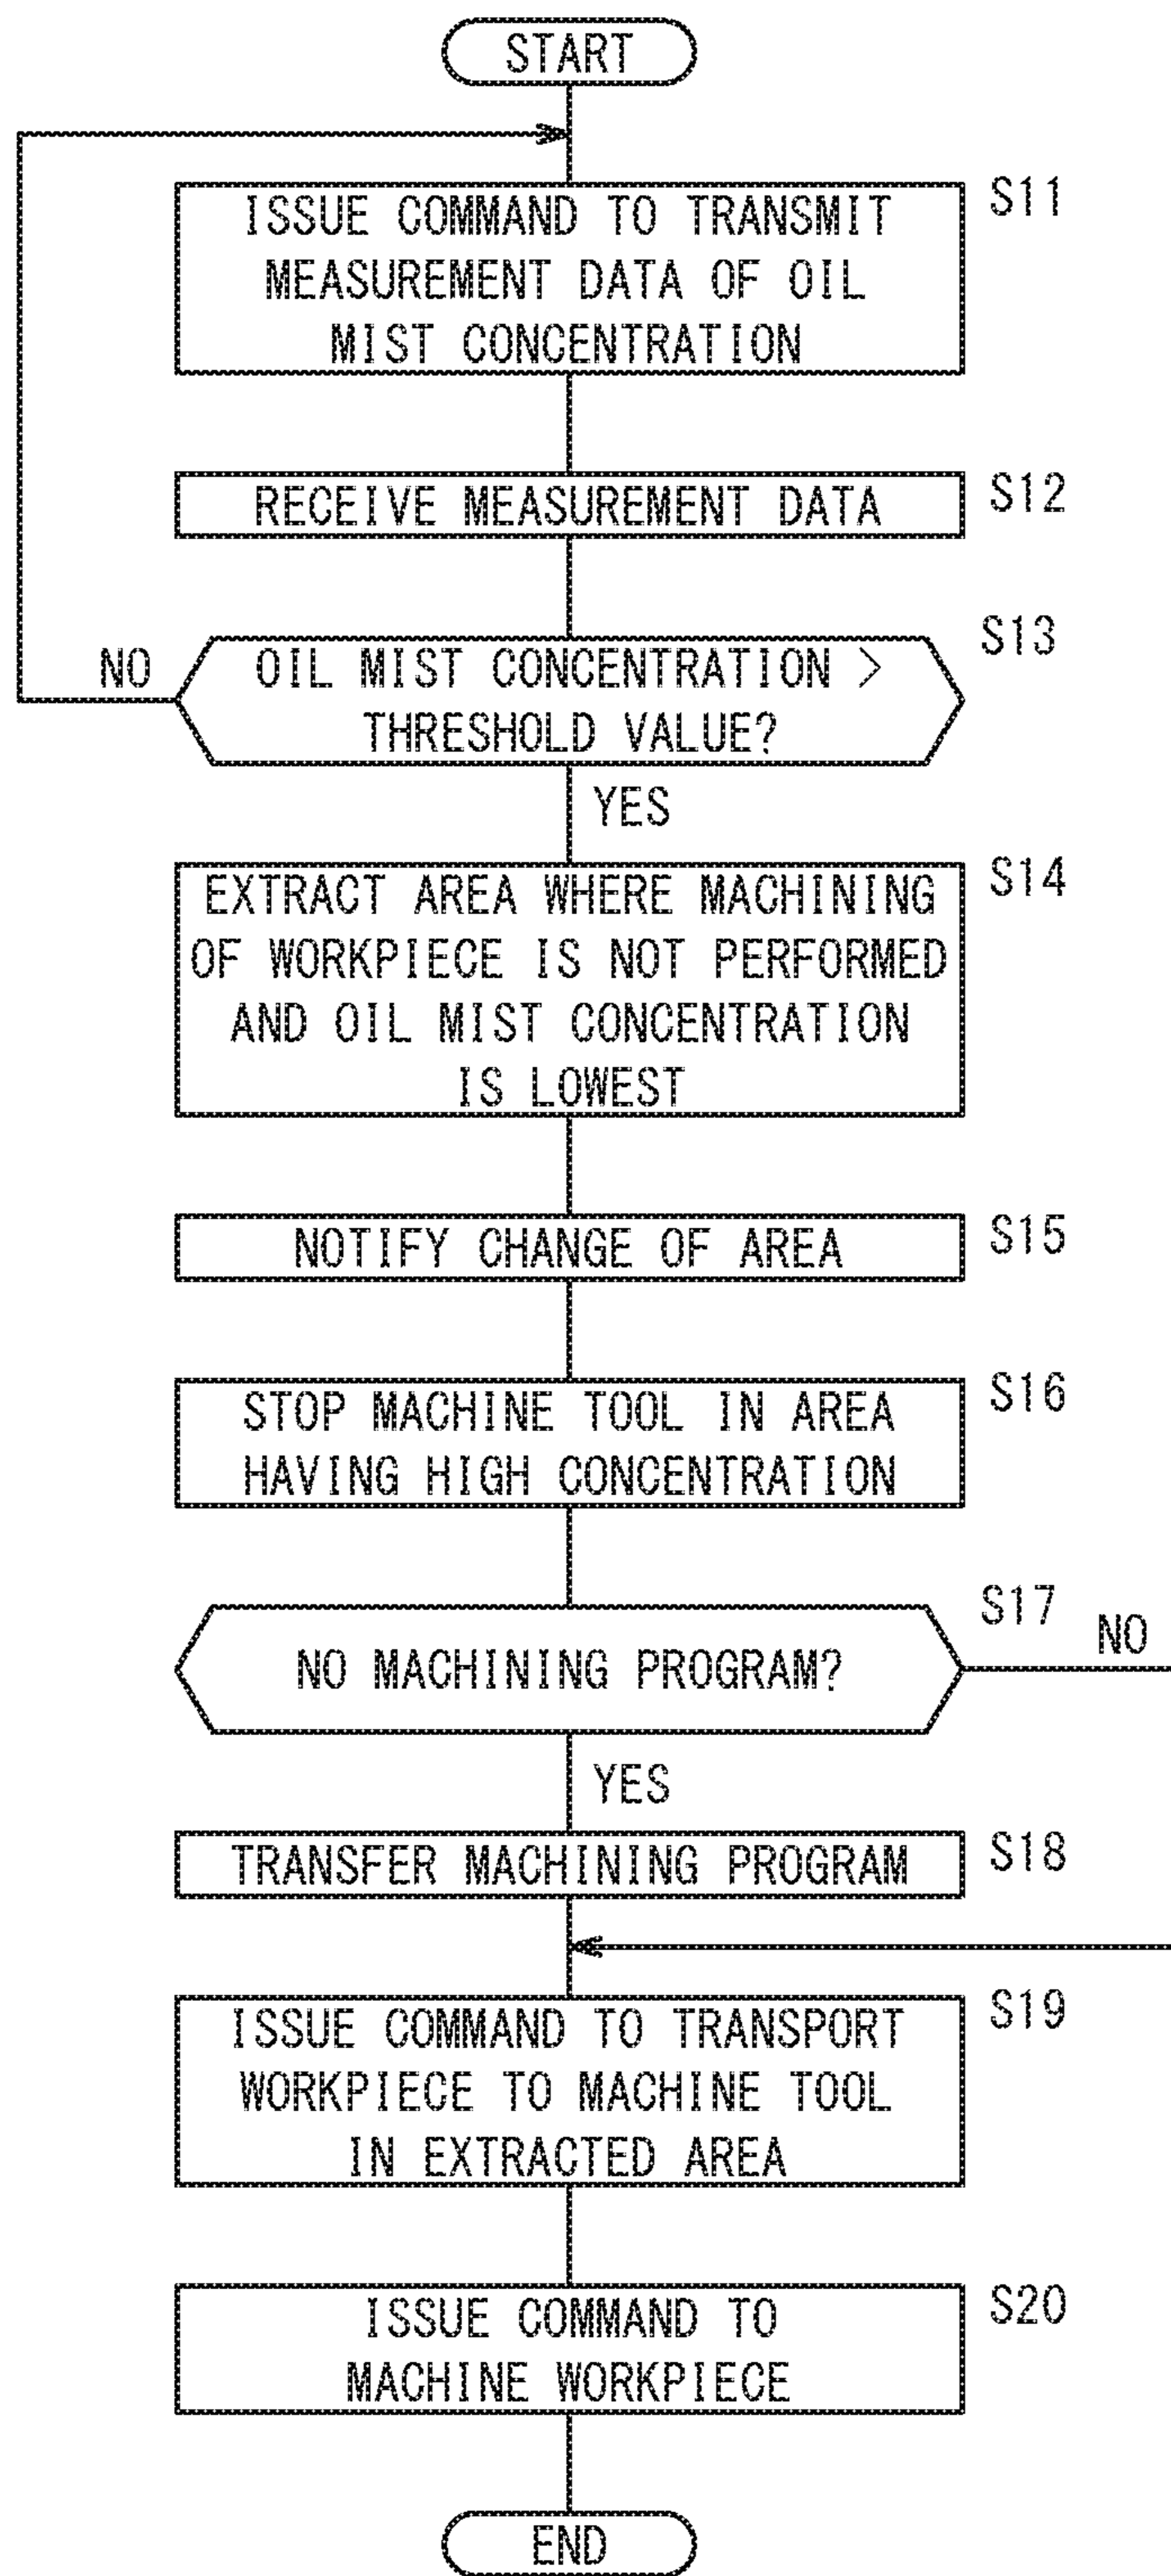 START
S11
ISSUE COMMAND TO TRANSMIT
MEASUREMENT DATA OF OIL
MIST CONCENTRATION
S12
RECEIVE MEASUREMENT DATA
S13
NO
OIL MIST CONCENTRATION >
THRESHOLD VALUE?
YES
S14
EXTRACT AREA WHERE MACHINING
OF WORKPIECE IS NOT PERFORMED
AND OIL MIST CONCENTRATION
IS LOWEST
S15
NOTIFY CHANGE OF AREA
S16
STOP MACHINE TOOL IN AREA
HAVING HIGH CONCENTRATION
S17
NO
NO MACHINING PROGRAM?
YES
S18
TRANSFER MACHINING PROGRAM
S19
ISSUE COMMAND TO TRANSPORT
WORKPIECE TO MACHINE TOOL
IN EXTRACTED AREA
S20
ISSUE COMMAND TO
MACHINE WORKPIECE
END